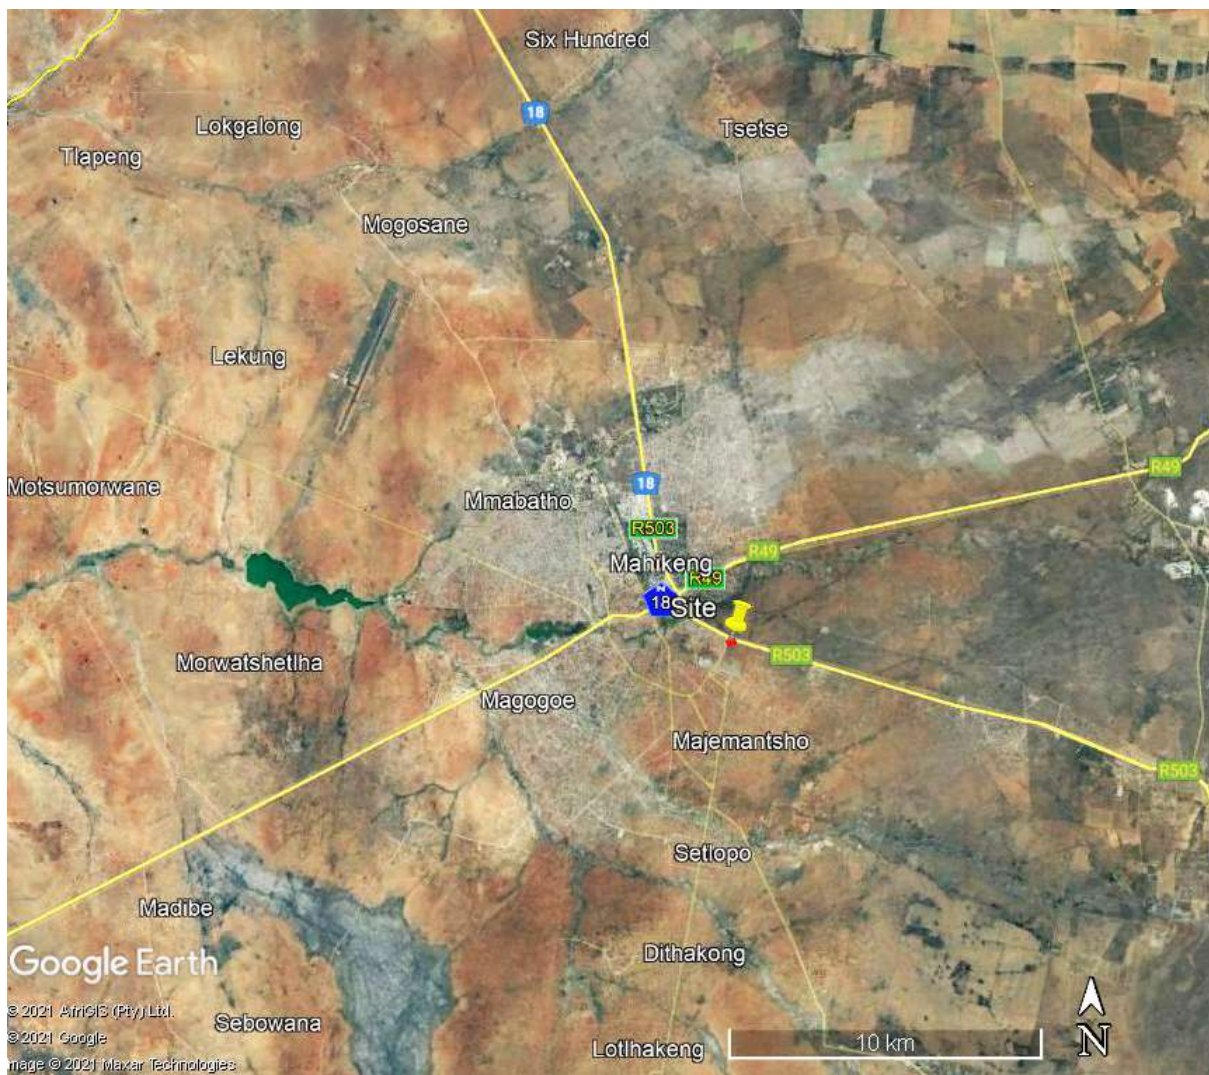 Six Hundred
18
Lokgalong
Tsetse
Tlapeng
Mogosane
Lekung
R49
Motsumorwane
18
Mmabatho
R503
R49
Mahikeng
R49
N
18
Site
R503
Morwatshetlha
Magogoe
Majemantsho
R503
Setlopo
Madibe
Dithakong
Google Earth
© 2021 AfriGIS (Pty) Ltd.
© 2021 Google
Sebowana
10 km
N
Lotlhakeng
mage © 2021 Maxar Technologies